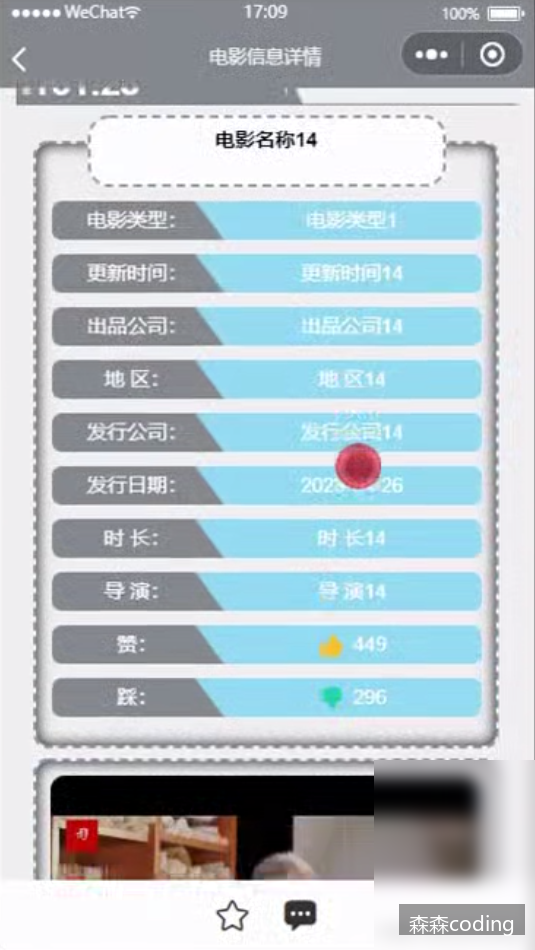 WeChat 17:09 100%
电影信息详情
电影名称14
电影类型: 电影类型1
更新时间: 更新时间14
出品公司: 出品公司14
地 区: 地 区14
发行公司: 发行公司14
发行日期: 26
时 长: 时 长14
导 演: 导 演14
赞: 449
踩: 296
森森coding